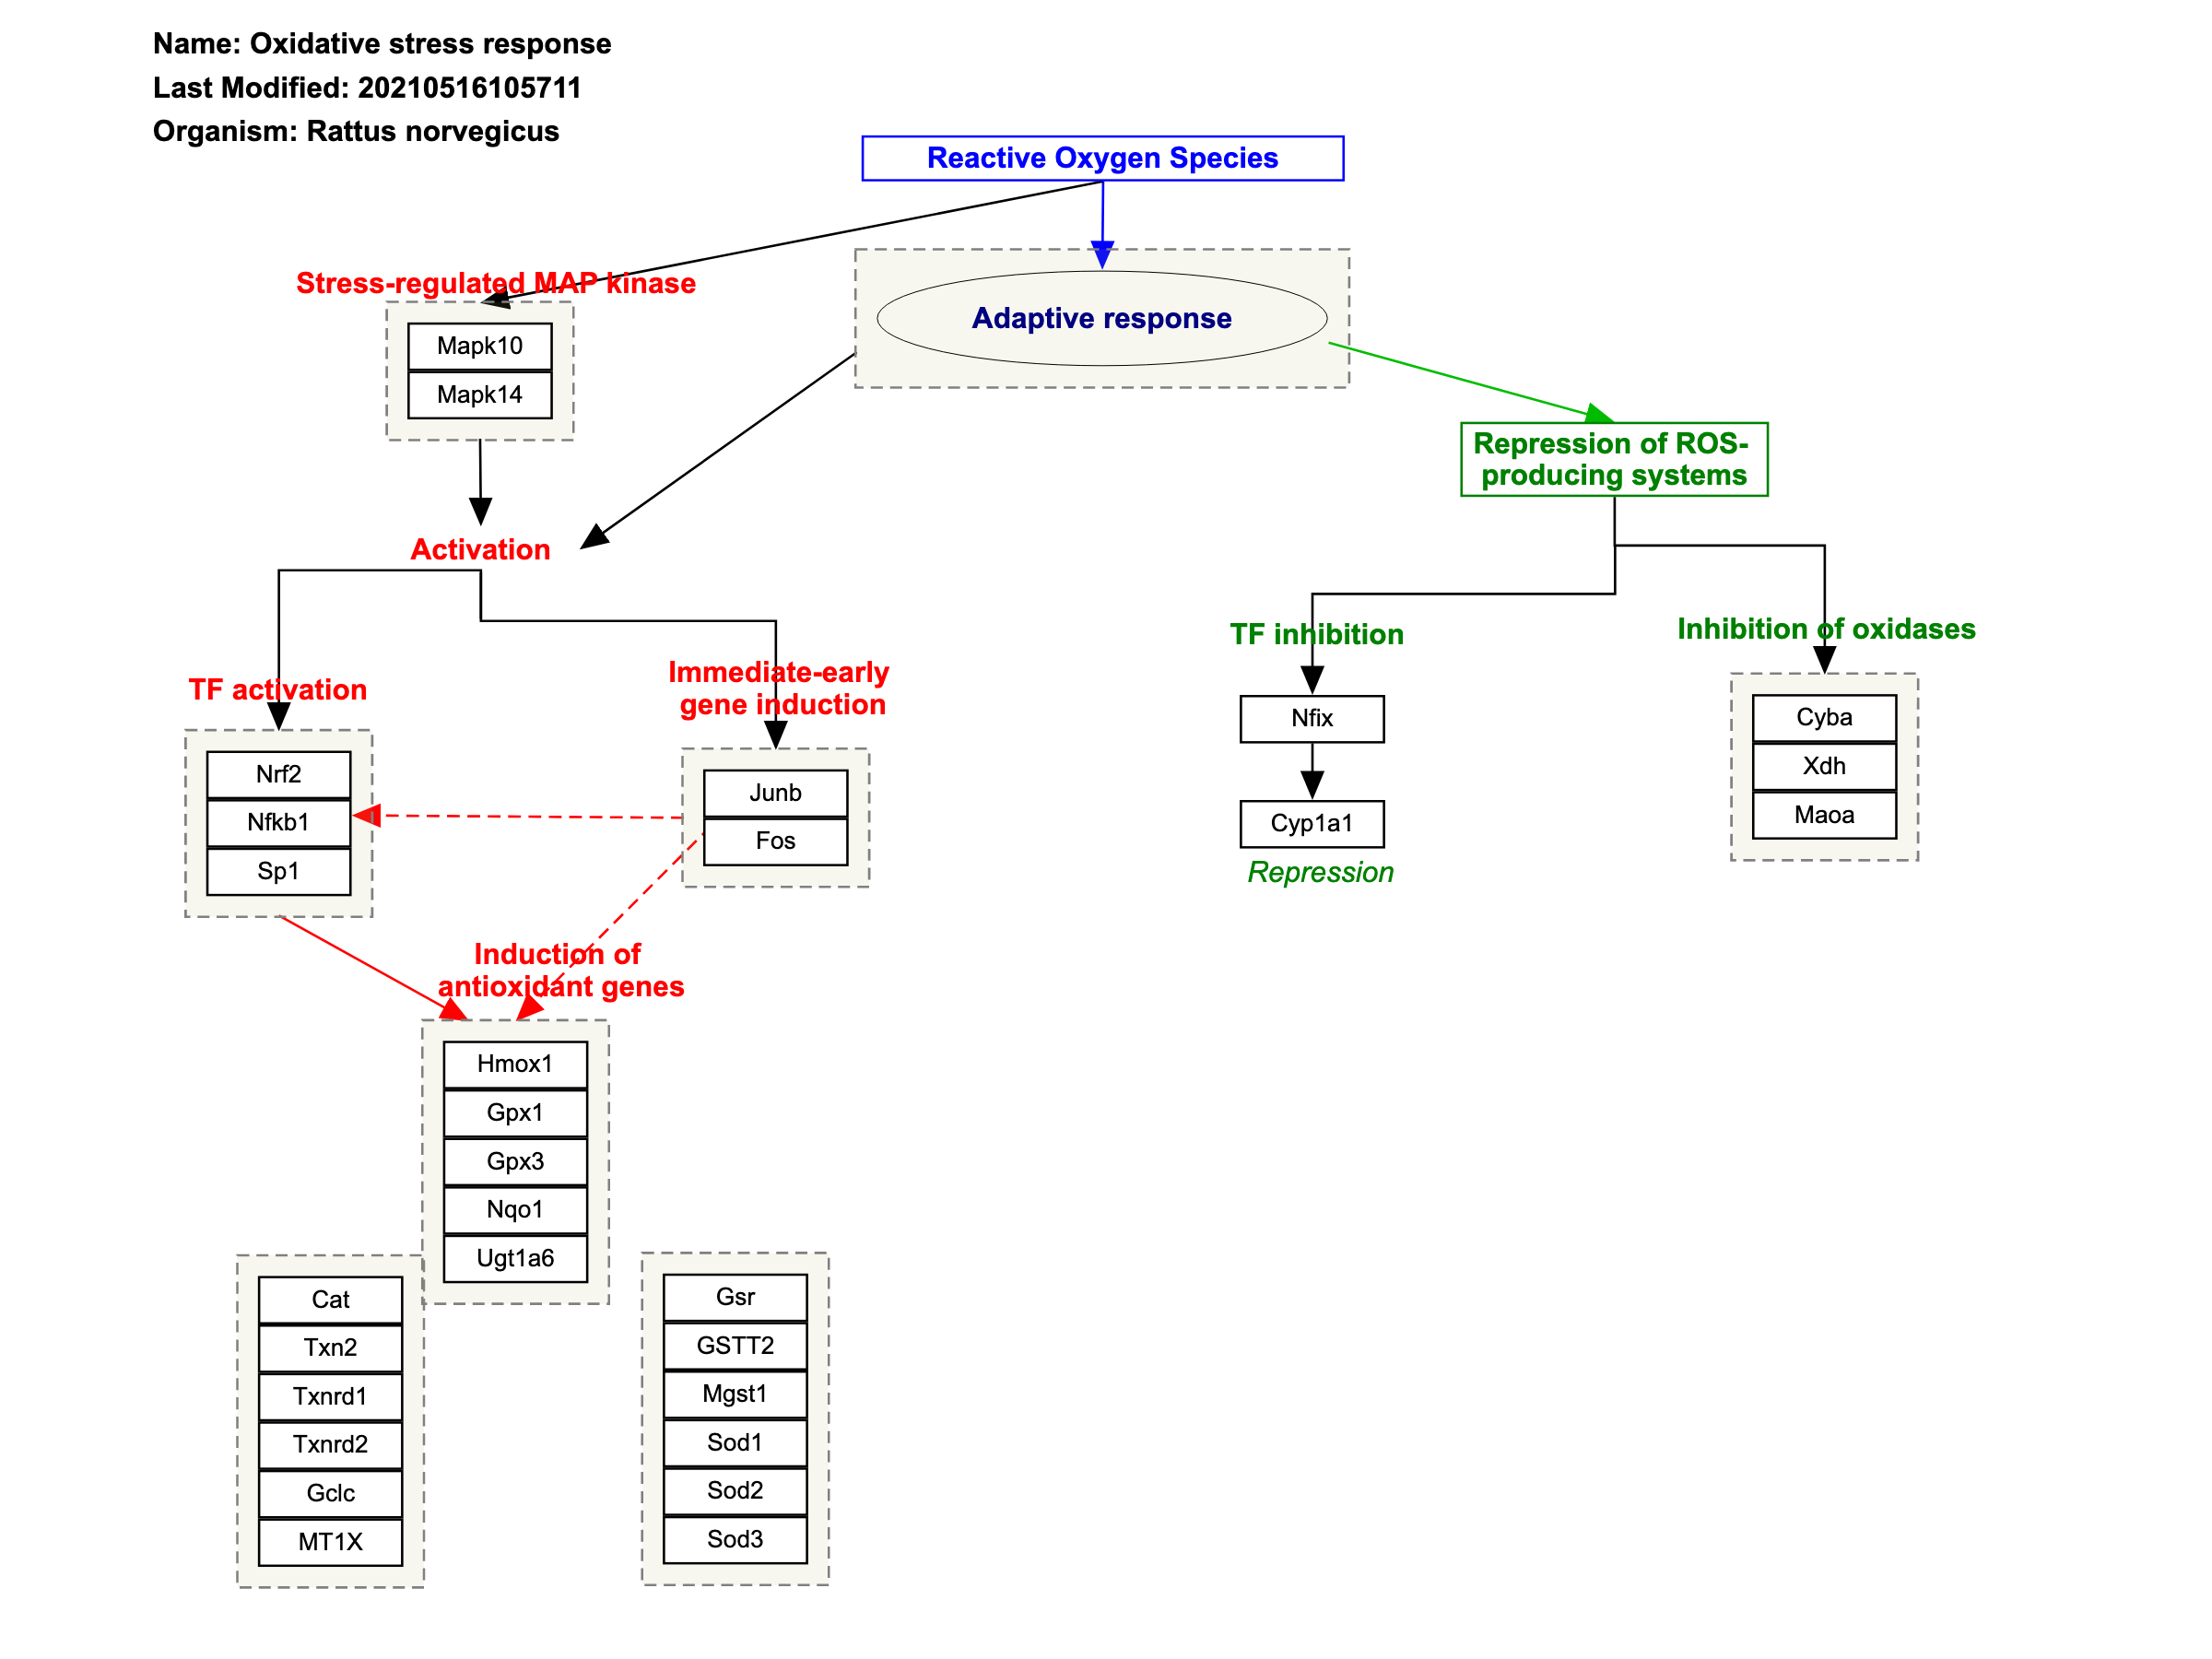 Name: Oxidative stress response
Last Modified: 20210516105711
Organism: Rattus norvegicus
Reactive Oxygen Species
Stress-regulated MAP kinase
Mapk10
Mapk14
Adaptive response
Repression of ROS-
producing systems
Activation
TF activation
Nrf2
Nfkb1
Sp1
Immediate-early
gene induction
Junb
Fos
TF inhibition
Nfix
Cyp1a1
Repression
Inhibition of oxidases
Cyba
Xdh
Maoa
Induction of
antioxidant genes
Hmox1
Gpx1
Gpx3
Nqo1
Ugt1a6
Cat
Txn2
Txnrd1
Txnrd2
Gclc
MT1X
Gsr
GSTT2
Mgst1
Sod1
Sod2
Sod3